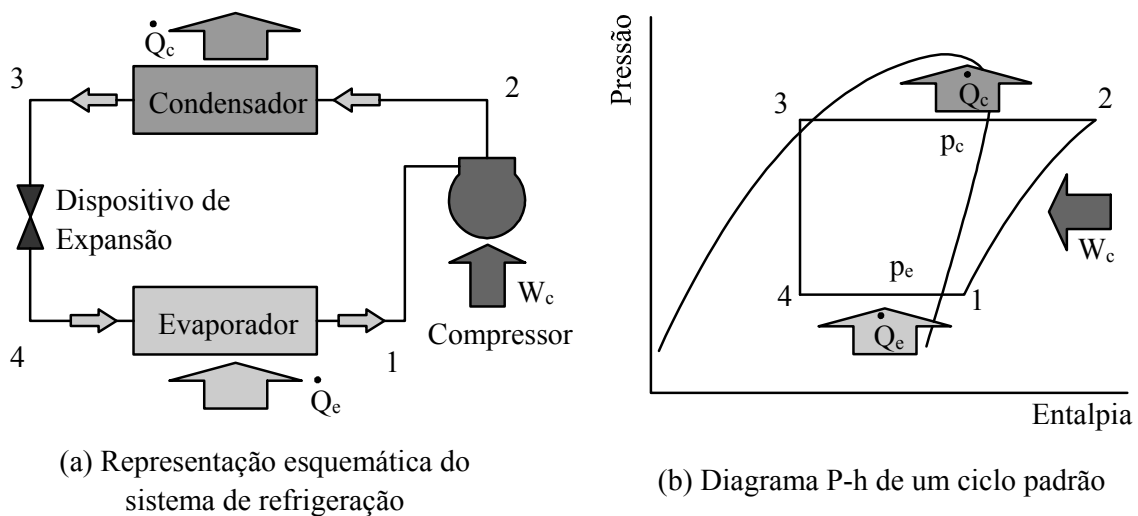 Q̇c
3
Condensador
2
Dispositivo de
Expansão
Wc
Evaporador
Compressor
4
1
Q̇e
(a) Representação esquemática do
sistema de refrigeração
Pressão
Q̇c
3
2
pc
Wc
pe
4
1
Q̇e
Entalpia
(b) Diagrama P-h de um ciclo padrão